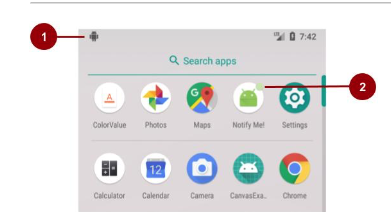 1
7:42
Search apps
2
ColorValue Photos Maps Notify Me! Settings
12
Calculator Calendar Camera CanvasExa..
Chrome